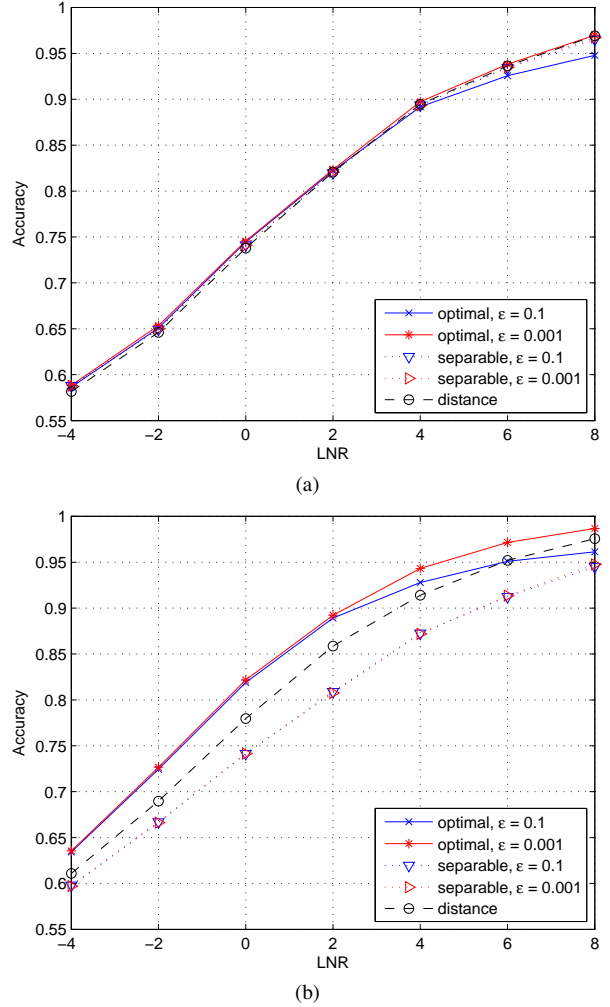 1
0.95
0.9
0.85
0.8
0.75
0.7
0.65
0.6
0.55
Accuracy
optimal, ε = 0.1
optimal, ε = 0.001
separable, ε = 0.1
separable, ε = 0.001
distance
−4 −2 0 2 4 6 8
LNR
(a)
1
0.95
0.9
0.85
0.8
0.75
0.7
0.65
0.6
0.55
Accuracy
optimal, ε = 0.1
optimal, ε = 0.001
separable, ε = 0.1
separable, ε = 0.001
distance
−4 −2 0 2 4 6 8
LNR
(b)